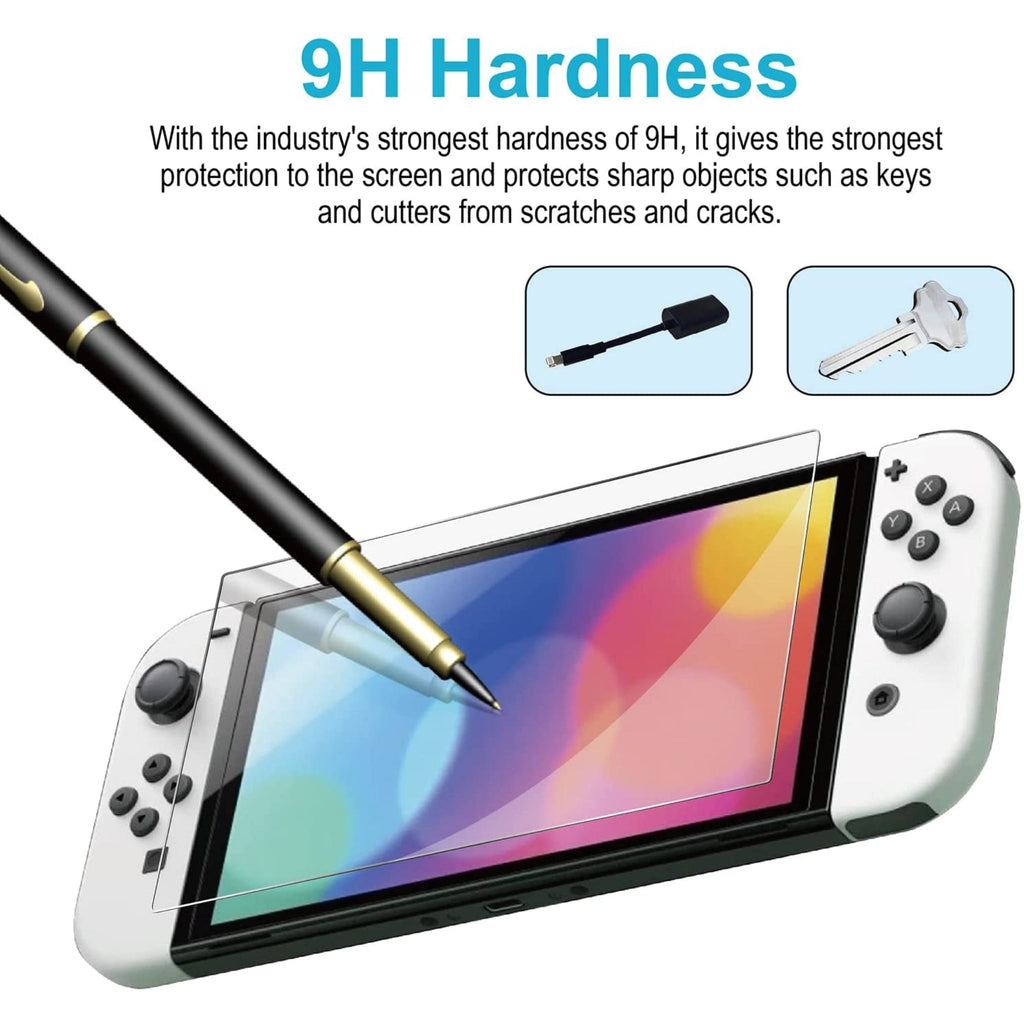 9H Hardness
With the industry's strongest hardness of 9H, it gives the strongest
protection to the screen and protects sharp objects such as keys
and cutters from scratches and cracks.
X
A
Y
B